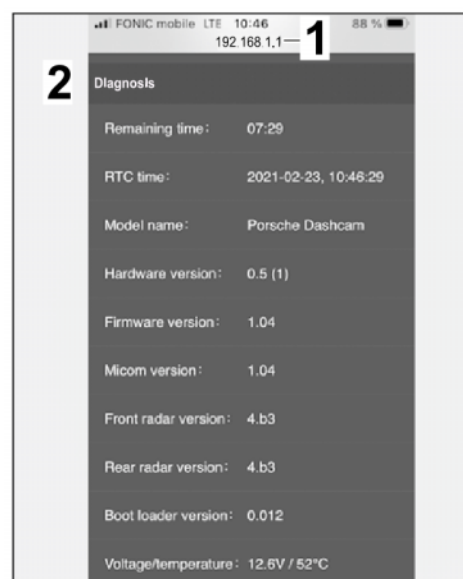 FONIC mobile LTE 10:46 88 %
192.168.1.1 1
2 Diagnosis
Remaining time: 07:29
RTC time: 2021-02-23, 10:46:29
Model name: Porsche Dashcam
Hardware version: 0.5 (1)
Firmware version: 1.04
Micom version: 1.04
Front radar version: 4.b3
Rear radar version: 4.b3
Boot loader version: 0.012
Voltage/temperature: 12.6V / 52°C